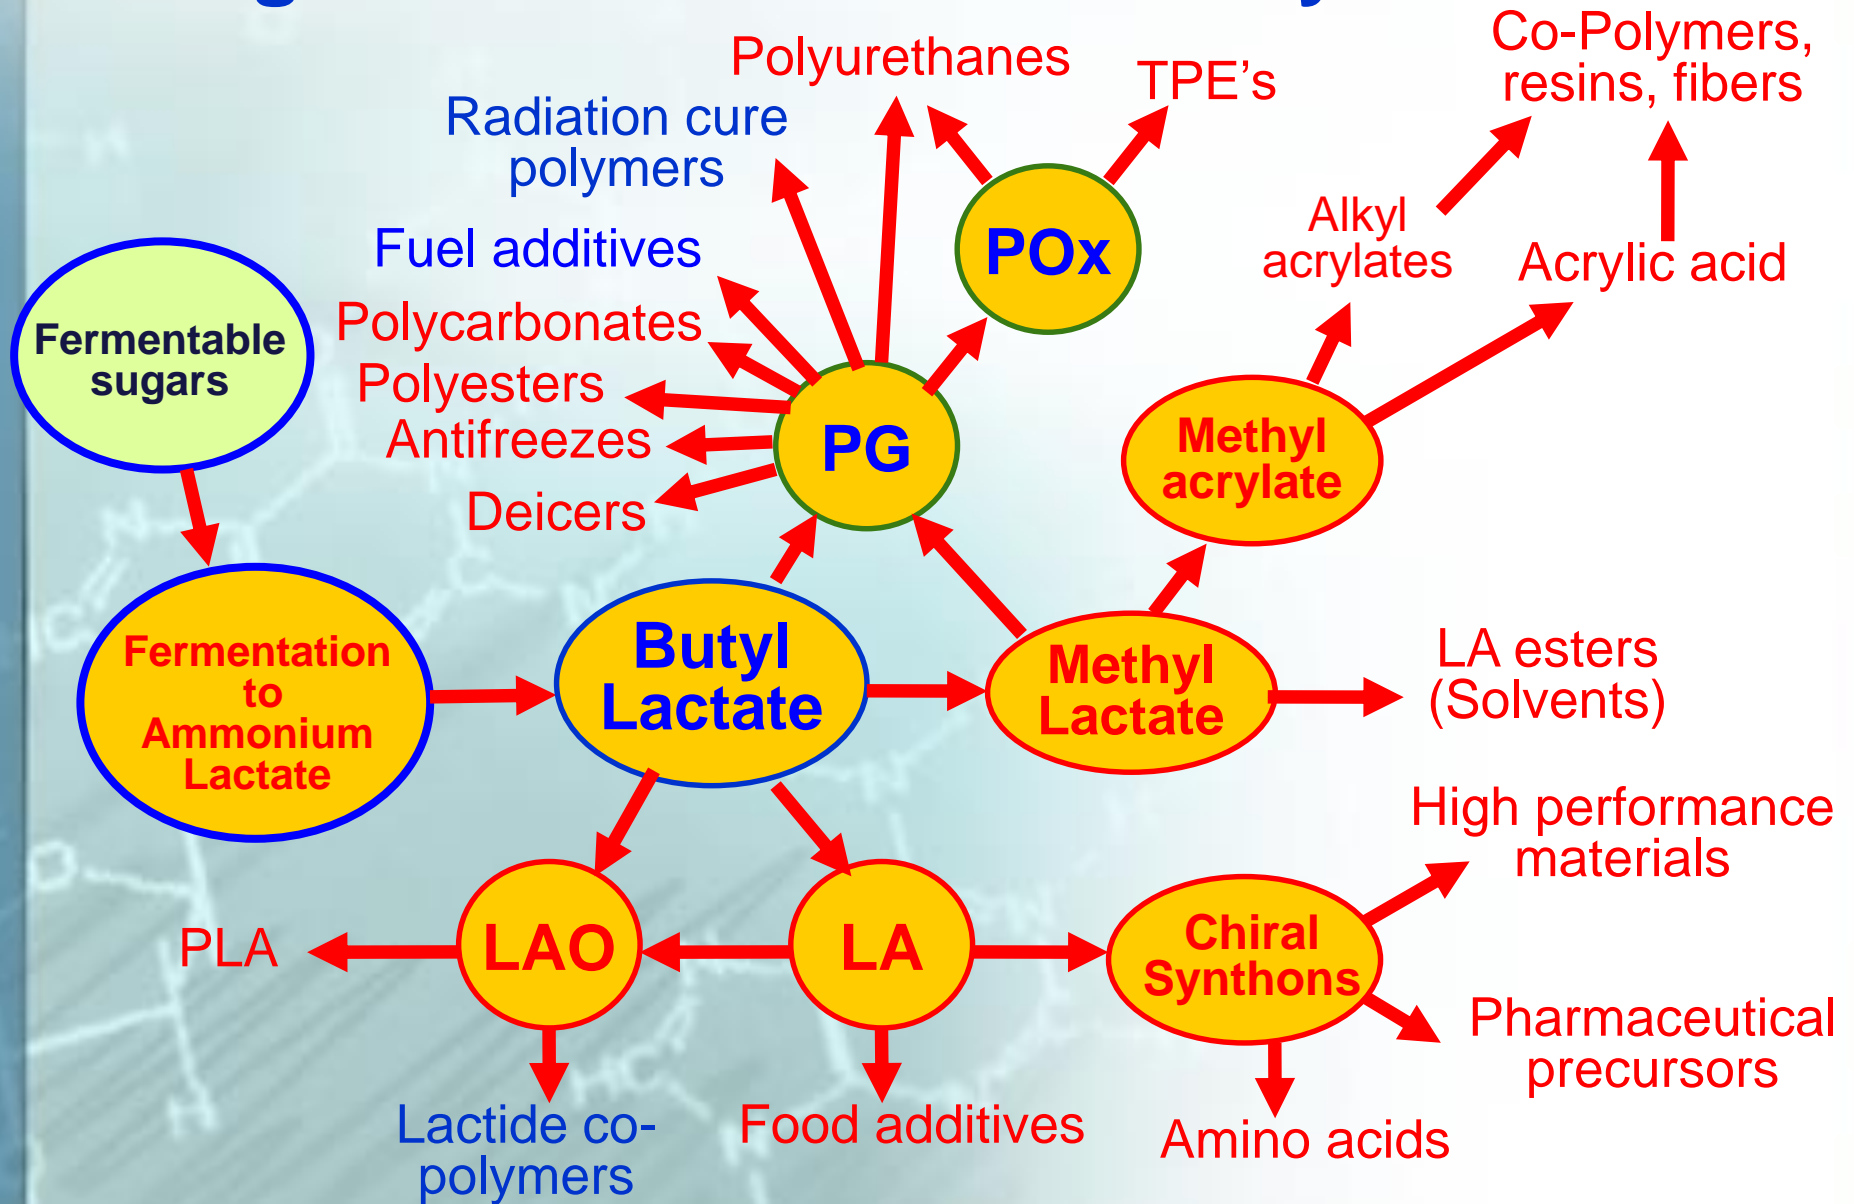 Polyurethanes
TPE's
Co-Polymers,
resins, fibers
Radiation cure
polymers
Fuel additives
POx
Alkyl
acrylates
Acrylic acid
Fermentable
sugars
Polycarbonates
Polyesters
Antifreezes
Deicers
PG
Methyl
acrylate
Fermentation
to
Ammonium
Lactate
Butyl
Lactate
Methyl
Lactate
LA esters
(Solvents)
High performance
materials
PLA
LAO
LA
Chiral
Synthons
Pharmaceutical
precursors
Lactide co-
polymers
Food additives
Amino acids